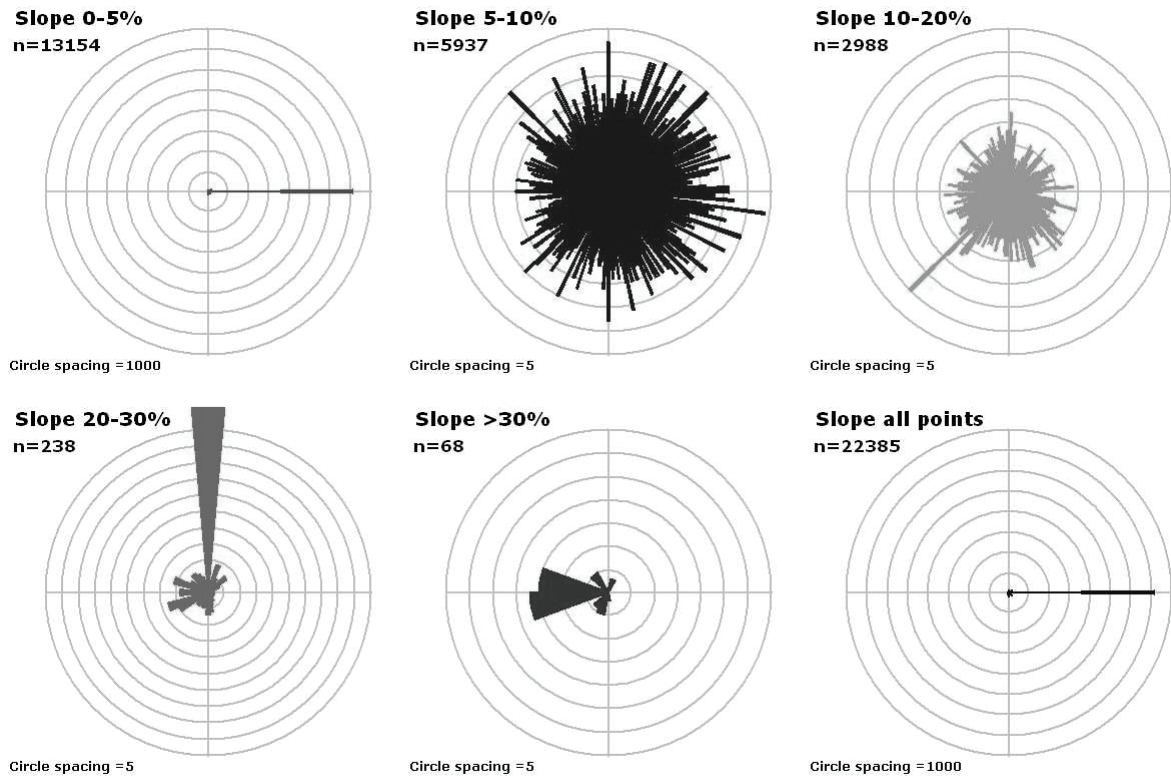 Slope 0-5%
n=13154
Circle spacing =1000
Slope 5-10%
n=5937
Circle spacing =5
Slope 10-20%
n=2988
Circle spacing =5
Slope 20-30%
n=238
Circle spacing =5
Slope >30%
n=68
Circle spacing =5
Slope all points
n=22385
Circle spacing =1000